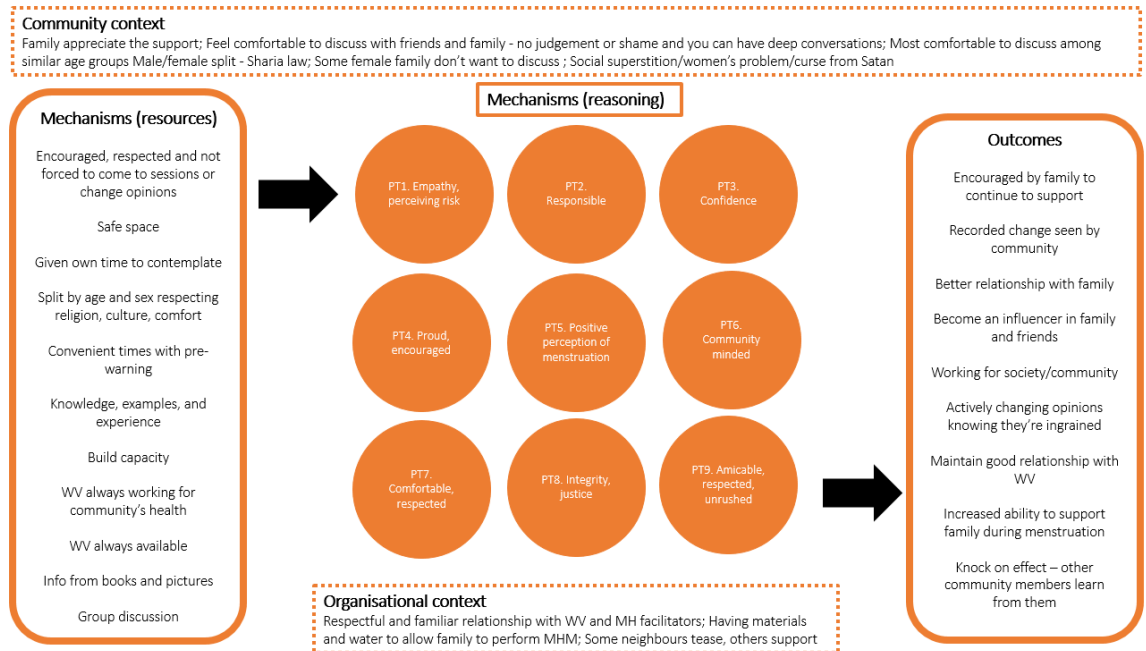 Community context
Family appreciate the support; Feel comfortable to discuss with friends and family - no judgement or shame and you can have deep conversations; Most comfortable to discuss among
similar age groups Male/female split - Sharia law; Some female family don’t want to discuss ; Social superstition/women’s problem/curse from Satan
Mechanisms (resources)
Encouraged, respected and not
forced to come to sessions or
change opinions
Safe space
Given own time to contemplate
Split by age and sex respecting
religion, culture, comfort
Convenient times with pre-
warning
Knowledge, examples, and
experience
Build capacity
WV always working for
community’s health
WV always available
Info from books and pictures
Group discussion
Mechanisms (reasoning)
PT1. Empathy,
perceiving risk
PT2.
Responsible
PT3.
Confidence
PT4. Proud,
encouraged
PT5. Positive
perception of
menstruation
PT6.
Community
minded
PT7.
Comfortable,
respected
PT8. Integrity,
justice
PT9. Amicable,
respected,
unrushed
Outcomes
Encouraged by family to
continue to support
Recorded change seen by
community
Better relationship with family
Become an influencer in family
and friends
Working for society/community
Actively changing opinions
knowing they’re ingrained
Maintain good relationship with
WV
Increased ability to support
family during menstruation
Knock on effect – other
community members learn
from them
Organisational context
Respectful and familiar relationship with WV and MH facilitators; Having materials
and water to allow family to perform MHM; Some neighbours tease, others support